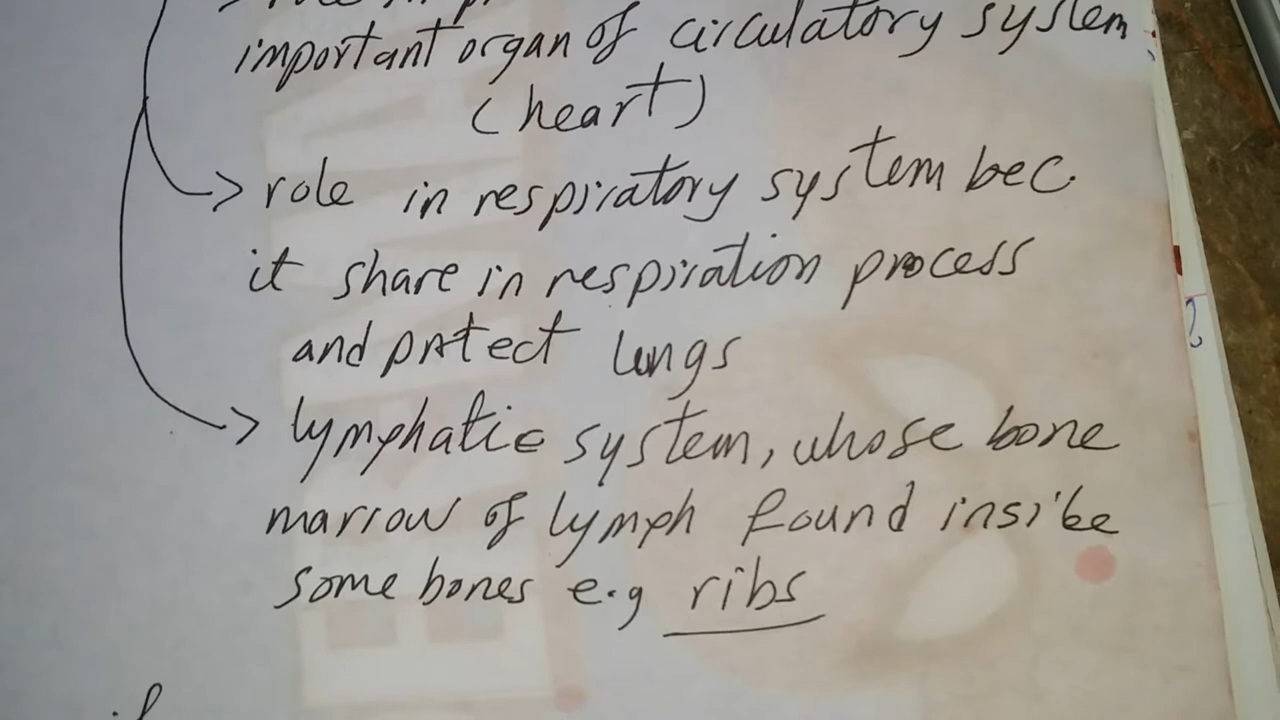 important organ of circulatory system
(heart)
> role in respiratory system bec.
it share in respiration process
and protect lungs
> lymphatic system, whose bone
marrow of lymph found insibe
some bones e.g ribs